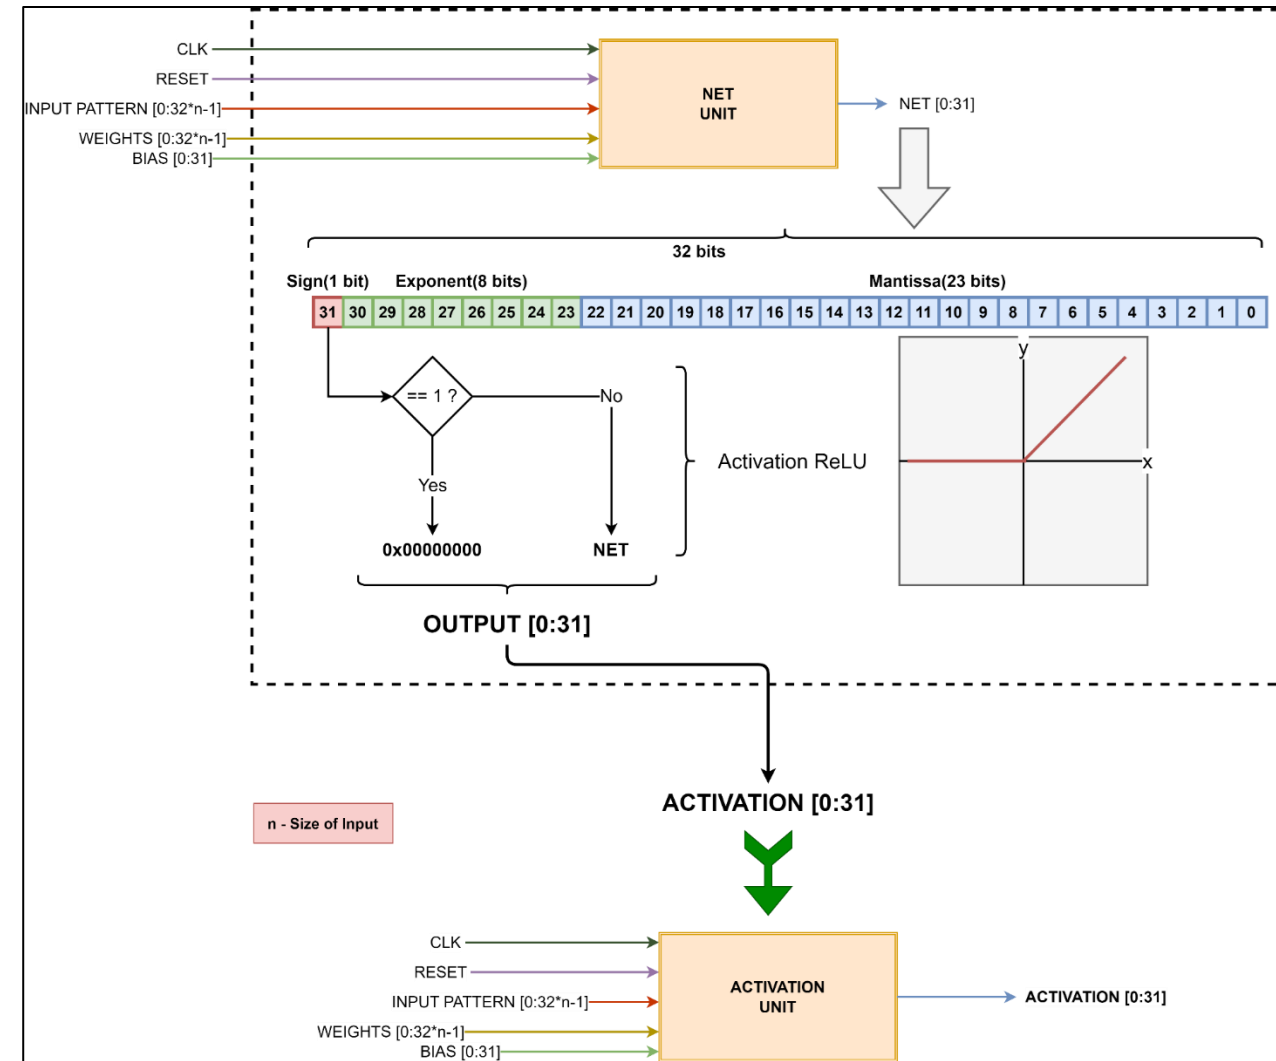 CLK
RESET
INPUT PATTERN [0:32*n-1]
WEIGHTS [0:32*n-1]
BIAS [0:31]
NET
UNIT
NET [0:31]
32 bits
Sign(1 bit) Exponent(8 bits) Mantissa(23 bits)
31 30 29 28 27 26 25 24 23 22 21 20 19 18 17 16 15 14 13 12 11 10 9 8 7 6 5 4 3 2 1 0
== 1 ?
No
Yes
0x00000000
NET
Activation ReLU
y
x
OUTPUT [0:31]
ACTIVATION [0:31]
n - Size of Input
CLK
RESET
INPUT PATTERN [0:32*n-1]
WEIGHTS [0:32*n-1]
BIAS [0:31]
ACTIVATION
UNIT
ACTIVATION [0:31]